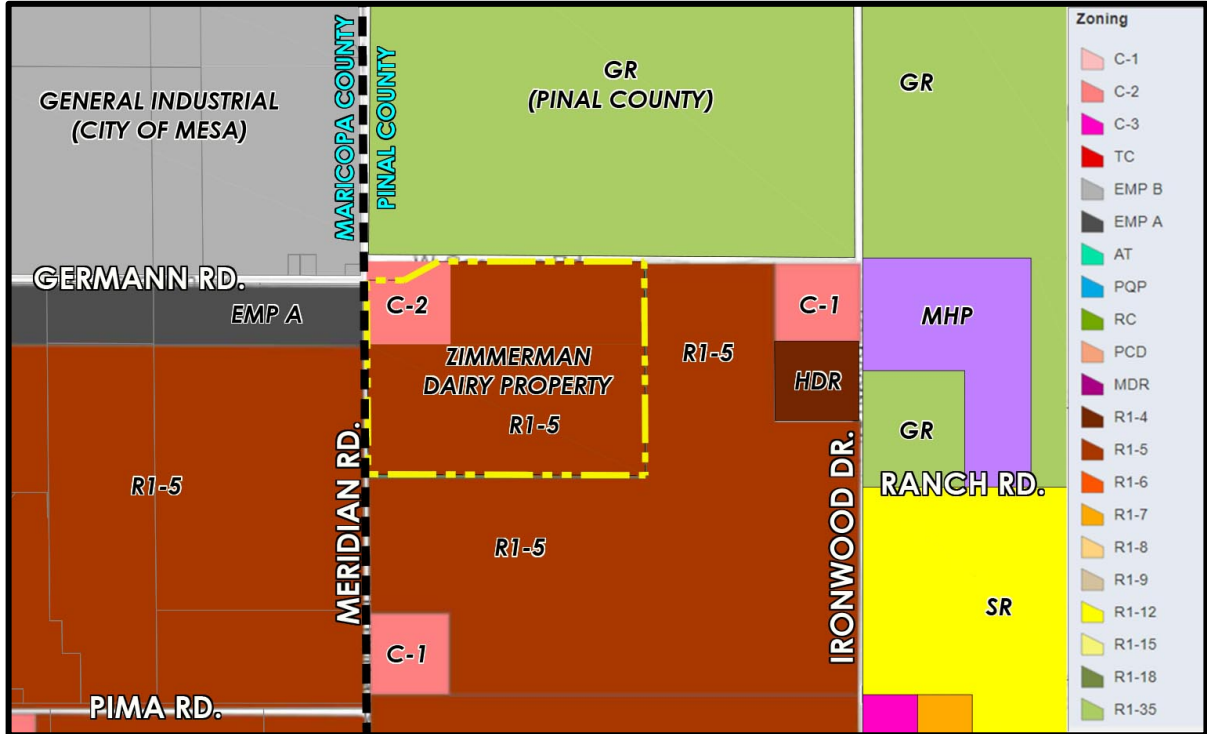 GENERAL INDUSTRIAL
(CITY OF MESA)
MARICOPA COUNTY
PINAL COUNTY
GR
(PINAL COUNTY)
GR
GERMANN RD.
EMP A
C-2
ZIMMERMAN
DAIRY PROPERTY
R1-5
R1-5
C-1
HDR
MHP
GR
RANCH RD.
R1-5
MERIDIAN RD.
R1-5
IRONWOOD DR.
SR
C-1
PIMA RD.
Zoning
C-1
C-2
C-3
TC
EMP B
EMP A
AT
PQP
RC
PCD
MDR
R1-4
R1-5
R1-6
R1-7
R1-8
R1-9
R1-12
R1-15
R1-18
R1-35